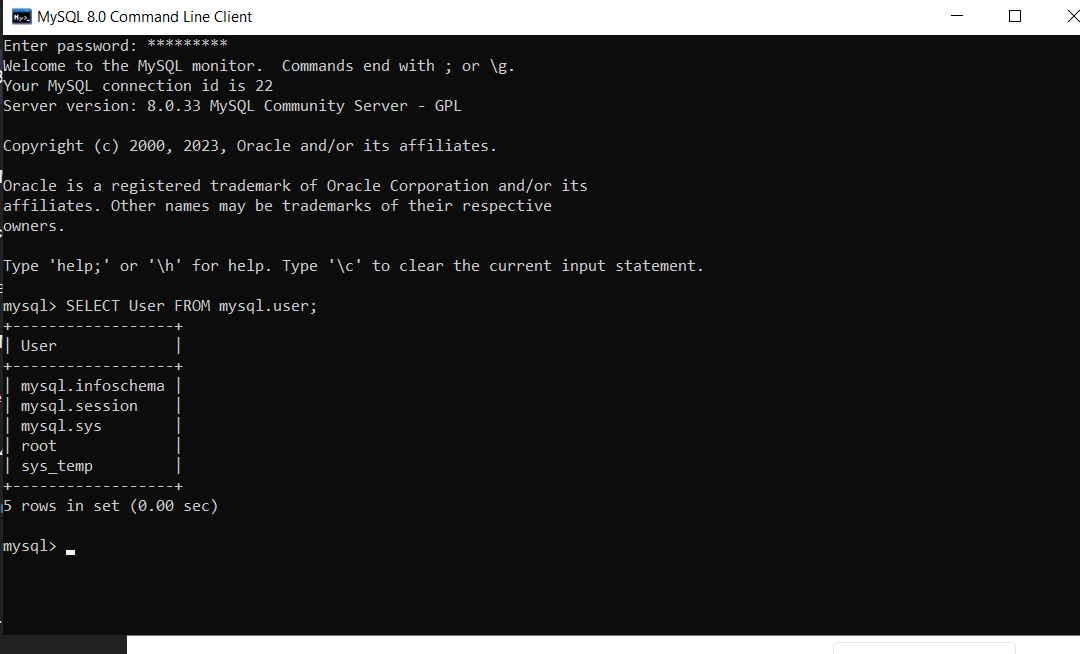 MySQL 8.0 Command Line Client
Enter password: *********
Welcome to the MySQL monitor.  Commands end with ; or \g.
Your MySQL connection id is 22
Server version: 8.0.33 MySQL Community Server - GPL

Copyright (c) 2000, 2023, Oracle and/or its affiliates.

Oracle is a registered trademark of Oracle Corporation and/or its
affiliates. Other names may be trademarks of their respective
owners.

Type 'help;' or '\h' for help. Type '\c' to clear the current input statement.

mysql> SELECT User FROM mysql.user;
+------------------+
| User             |
+------------------+
| mysql.infoschema |
| mysql.session    |
| mysql.sys        |
| root             |
| sys_temp         |
+------------------+
5 rows in set (0.00 sec)

mysql>